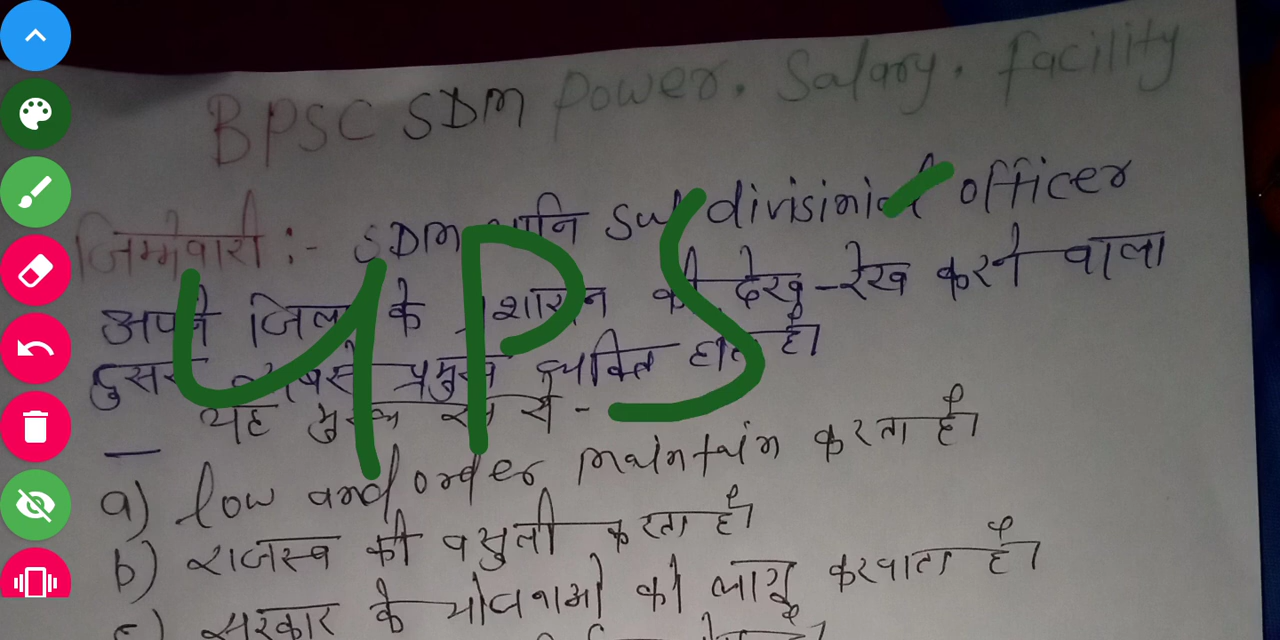 BPSC SDM Power. Salary. facility
जिम्मेवारी :- SDM यानि Sub divisinial officer
अपने जिला के प्रशासन की देख-रेख करने वाला
दुसरा सबसे प्रमुख व्यक्ति होता है।
यह मुख्य रूप से -
a) low and order maintain करता है।
b) राजस्व की वसुली करता है।
c) सरकार के योजनाओ को लागू करवाता है।
UPS